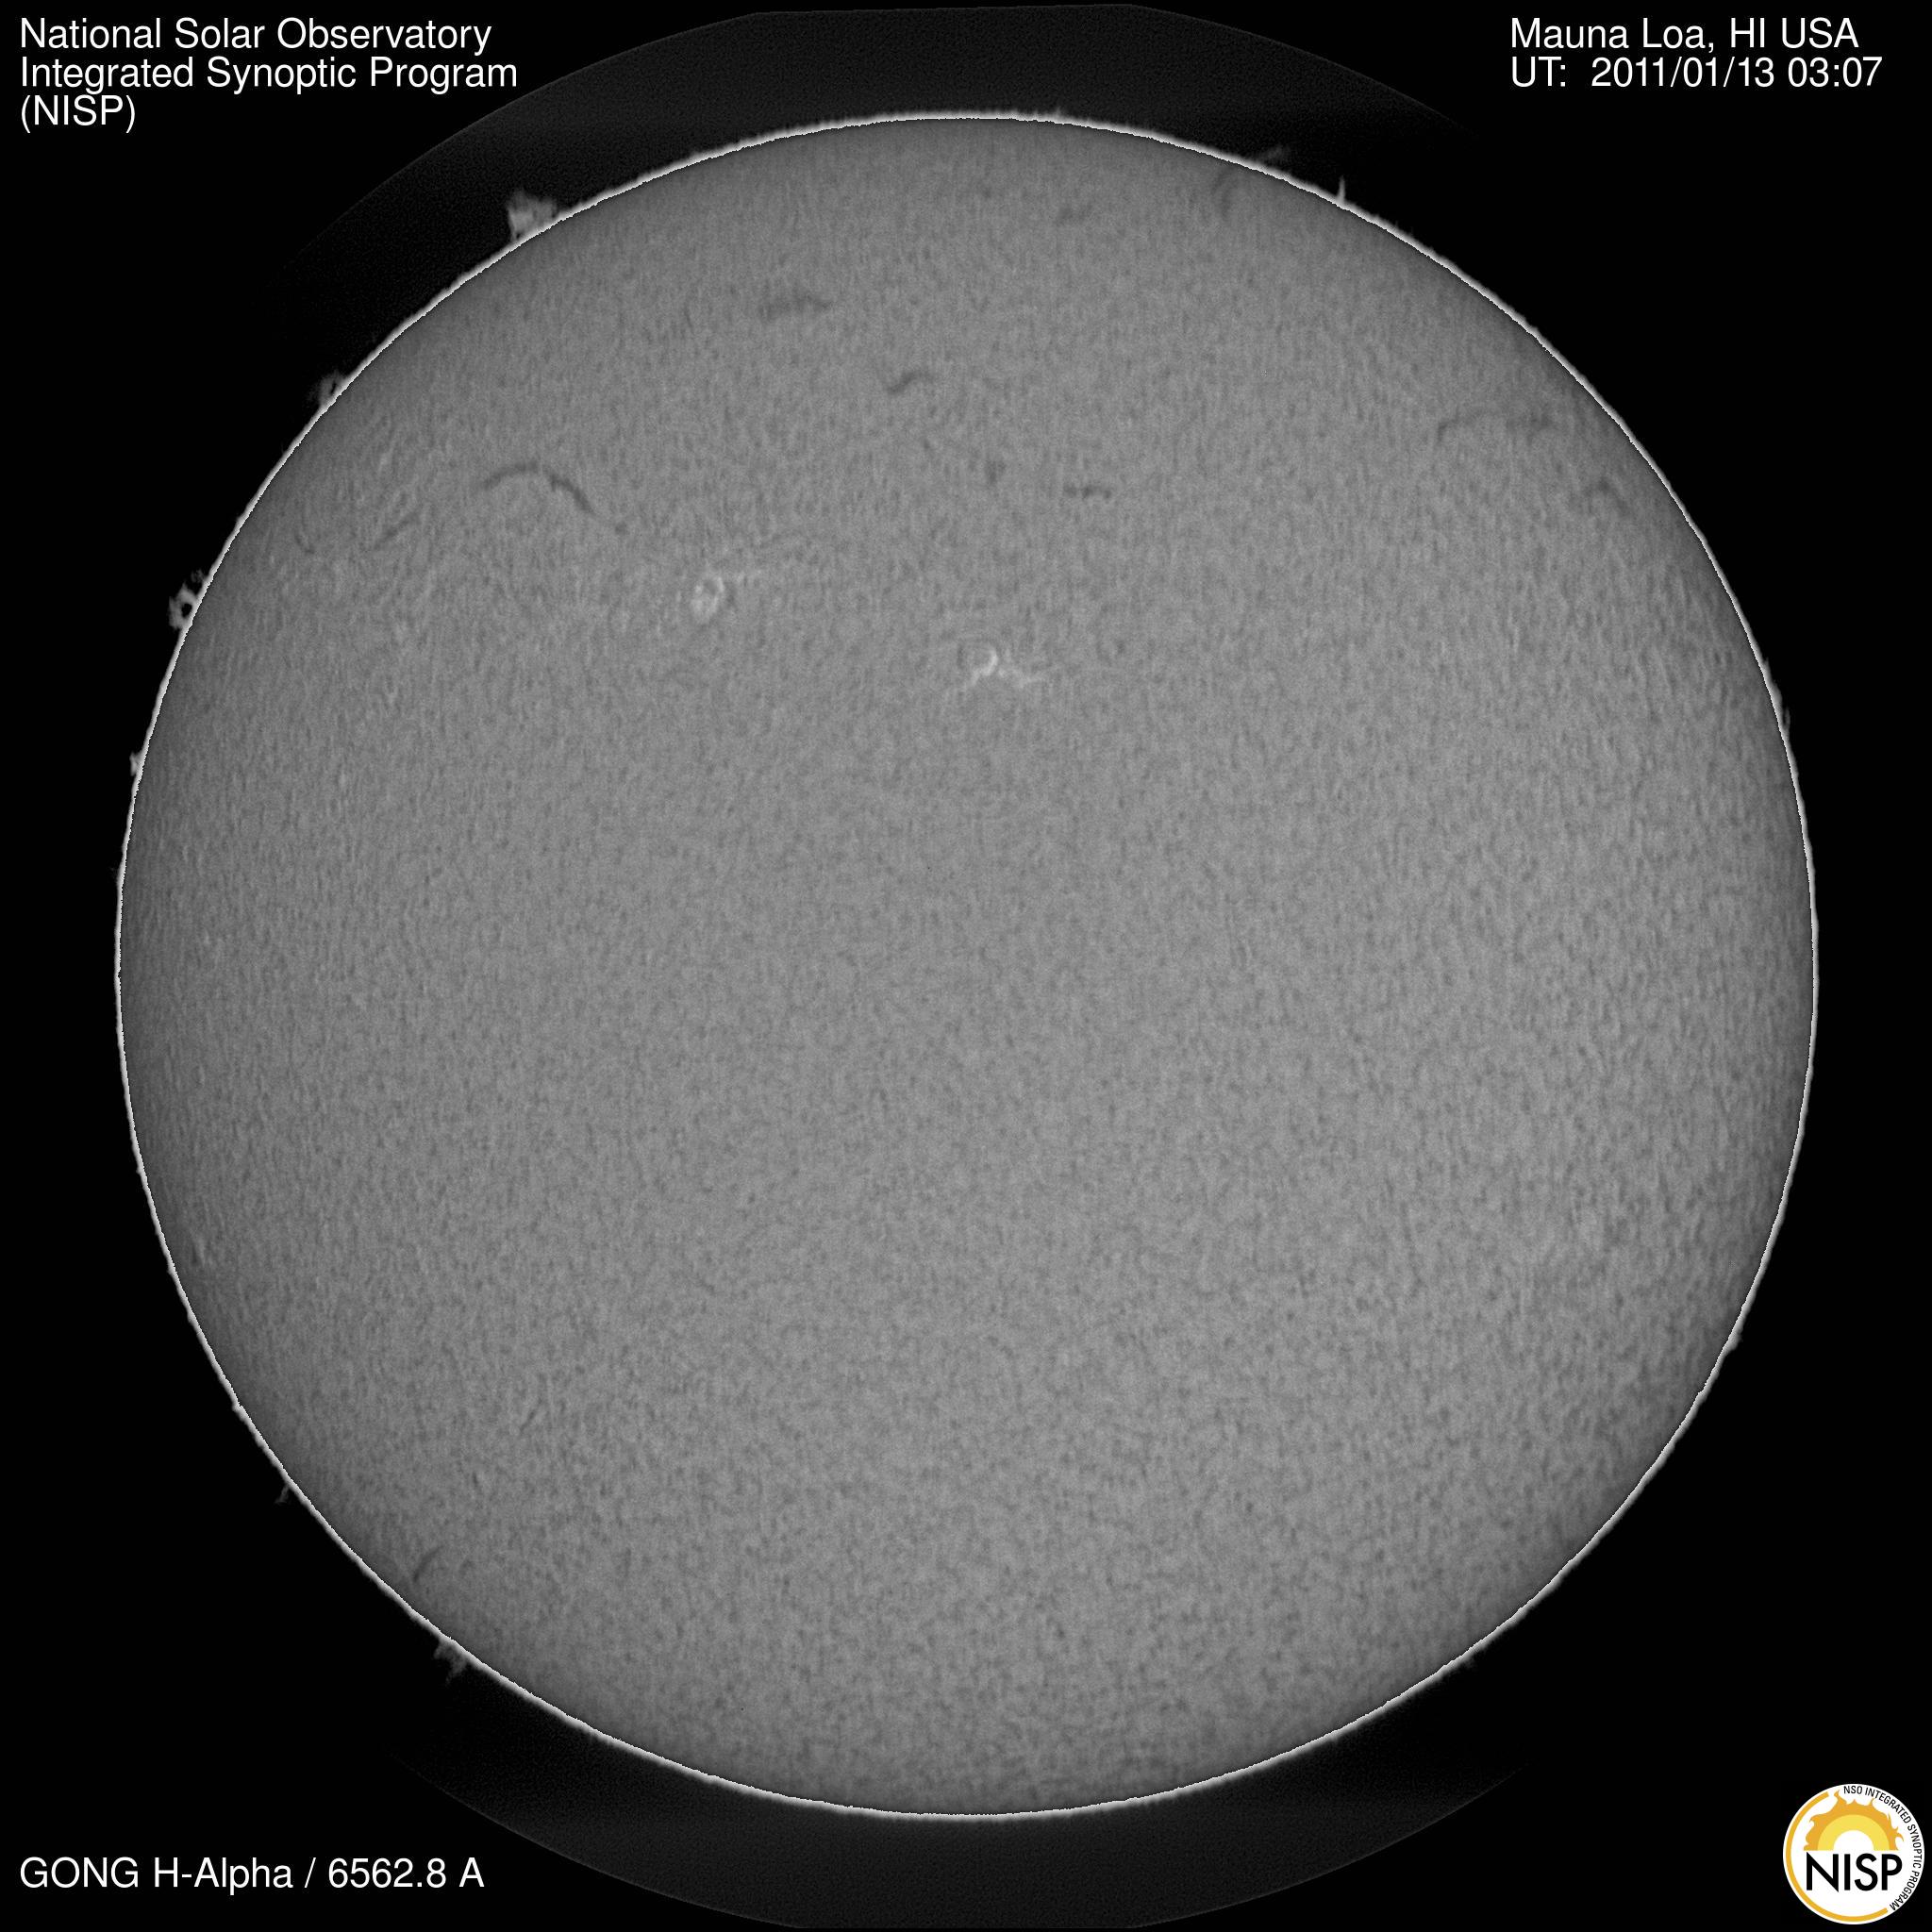 National Solar Observatory
Integrated Synoptic Program
(NISP)
Mauna Loa, HI USA
UT: 2011/01/13 03:07
GONG H-Alpha / 6562.8 A
NSO INTEGRATED SYNOPTIC PROGRAM
NISP